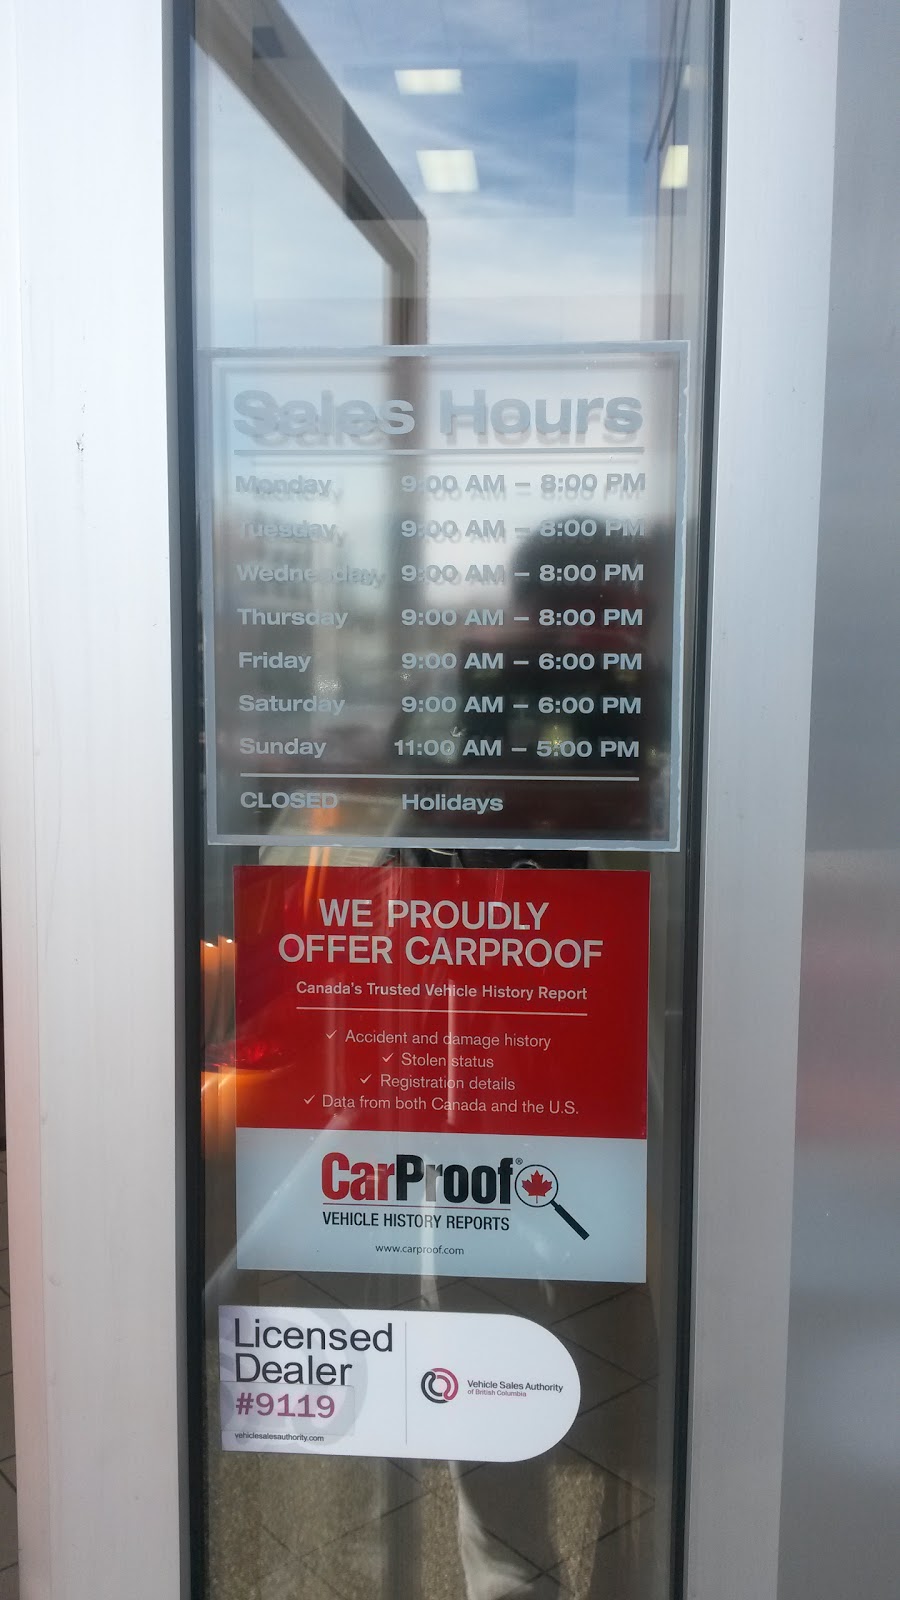 Sales Hours
Monday 9:00 AM – 8:00 PM
Tuesday 9:00 AM – 8:00 PM
Wednesday 9:00 AM – 8:00 PM
Thursday 9:00 AM – 8:00 PM
Friday 9:00 AM – 6:00 PM
Saturday 9:00 AM – 6:00 PM
Sunday 11:00 AM – 5:00 PM
CLOSED Holidays
WE PROUDLY
OFFER CARPROOF
Canada's Trusted Vehicle History Report
✓ Accident and damage history
✓ Stolen status
✓ Registration details
✓ Data from both Canada and the U.S.
CarProof®
VEHICLE HISTORY REPORTS
www.carproof.com
Licensed
Dealer
#9119
vehiclesalesauthority.com
Vehicle Sales Authority
of British Columbia